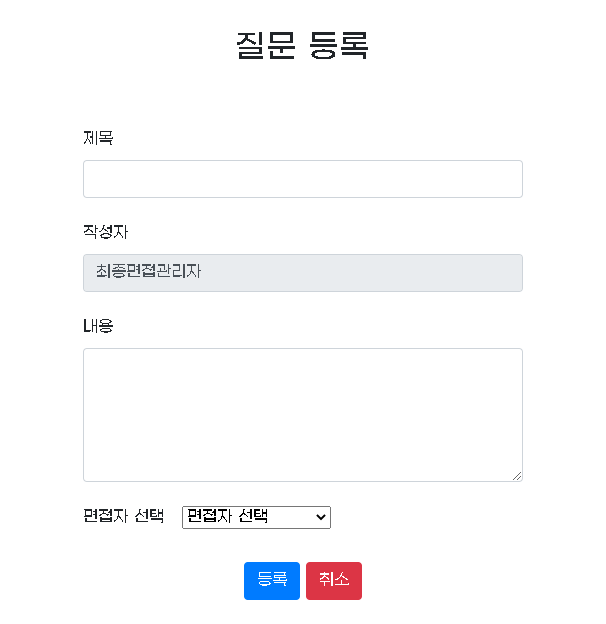 질문 등록
제목
작성자
최종면접관리자
내용
면접자 선택 면접자 선택
등록 취소